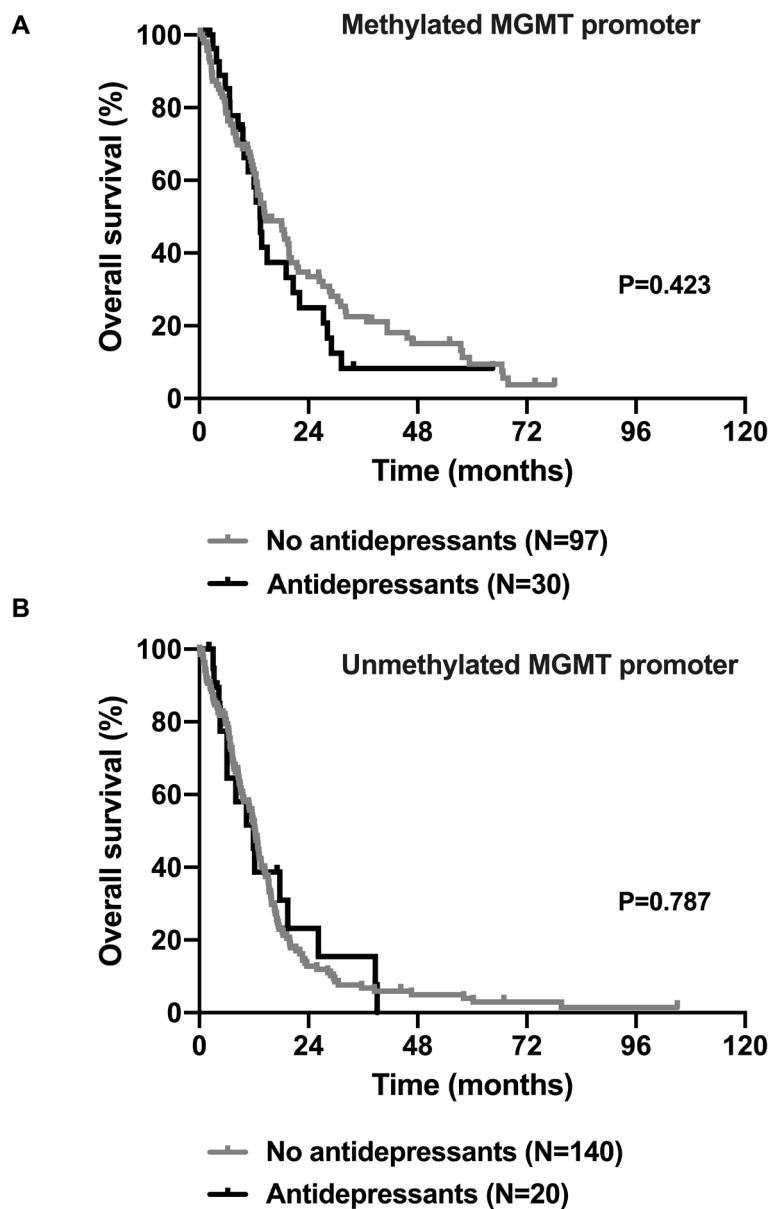 A
Methylated MGMT promoter
Overall survival (%)
100
80
60
40
20
0
P=0.423
0 24 48 72 96 120
Time (months)
No antidepressants (N=97)
Antidepressants (N=30)
B
Unmethylated MGMT promoter
Overall survival (%)
100
80
60
40
20
0
P=0.787
0 24 48 72 96 120
Time (months)
No antidepressants (N=140)
Antidepressants (N=20)